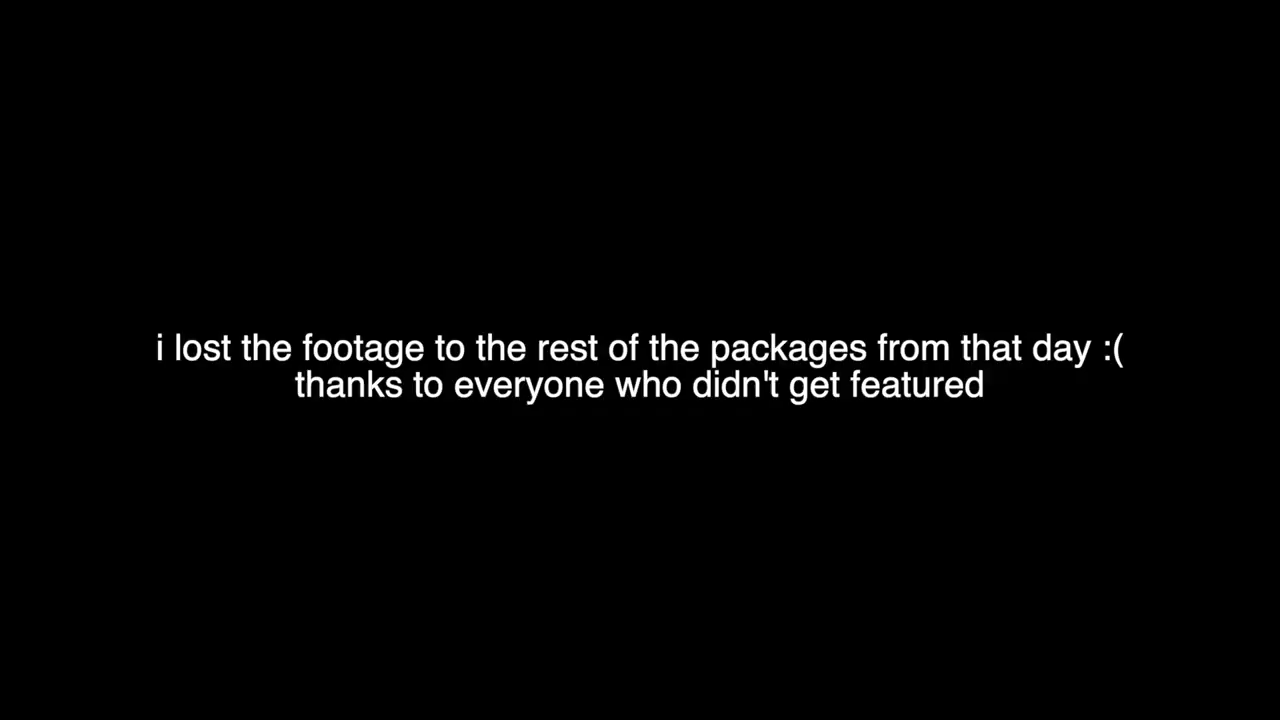 i lost the footage to the rest of the packages from that day :(
thanks to everyone who didn't get featured